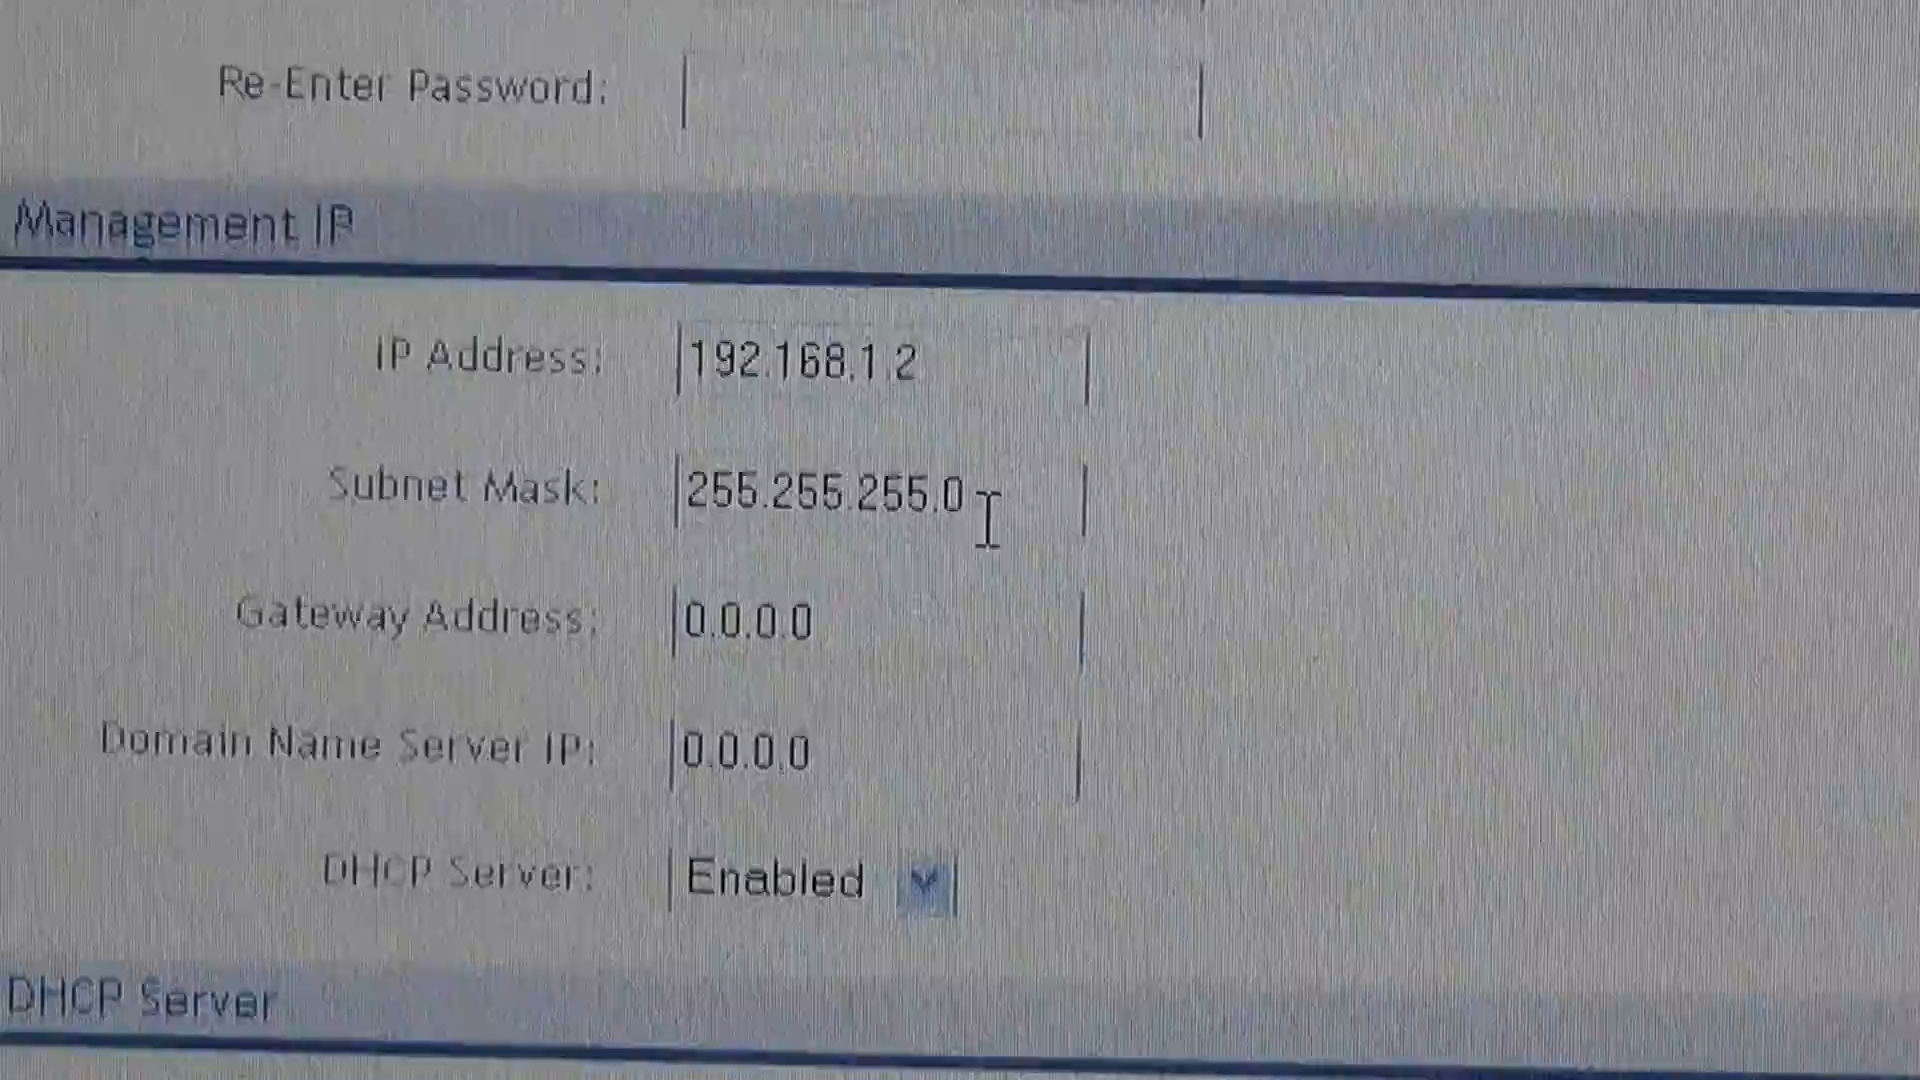 Re-Enter Password:
Management IP
IP Address: 192.168.1.2
Subnet Mask: 255.255.255.0
Gateway Address: 0.0.0.0
Domain Name Server IP: 0.0.0.0
DHCP Server: Enabled
DHCP Server